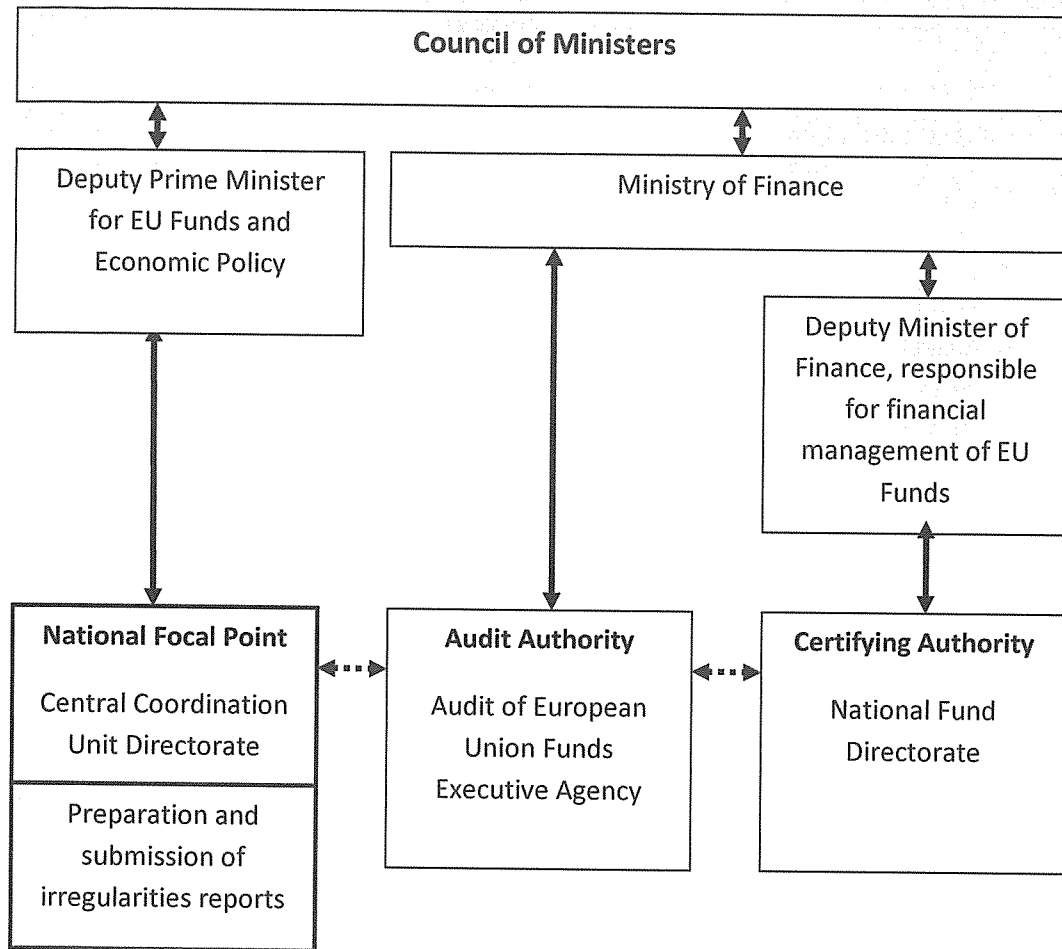 Council of Ministers
Deputy Prime Minister
for EU Funds and
Economic Policy
Ministry of Finance
Deputy Minister of
Finance, responsible
for financial
management of EU
Funds
National Focal Point
Central Coordination
Unit Directorate
Preparation and
submission of
irregularities reports
Audit Authority
Audit of European
Union Funds
Executive Agency
Certifying Authority
National Fund
Directorate